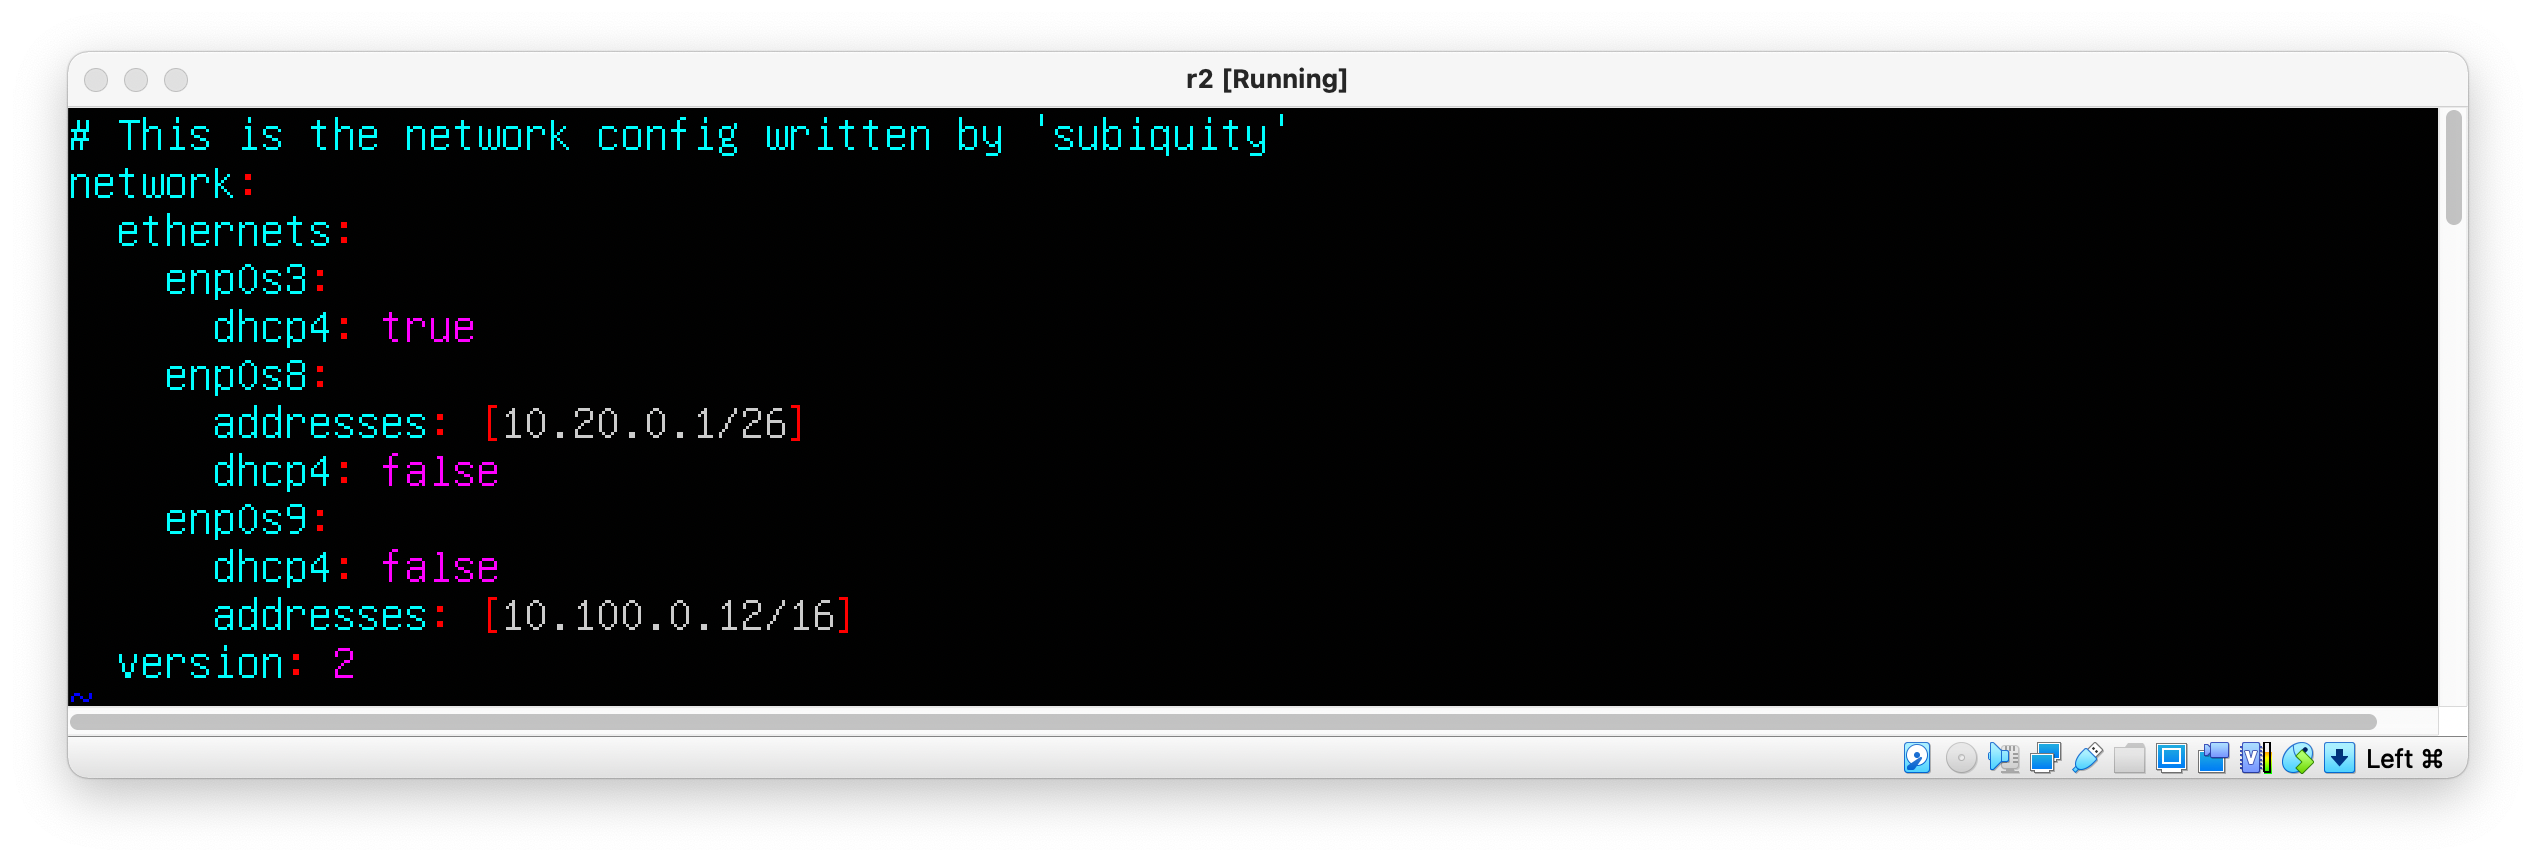 r2 [Running]
# This is the network config written by 'subiquity'
network:
  ethernets:
    enp0s3:
      dhcp4: true
    enp0s8:
      addresses: [10.20.0.1/26]
      dhcp4: false
    enp0s9:
      dhcp4: false
      addresses: [10.100.0.12/16]
  version: 2
~
Left ⌘